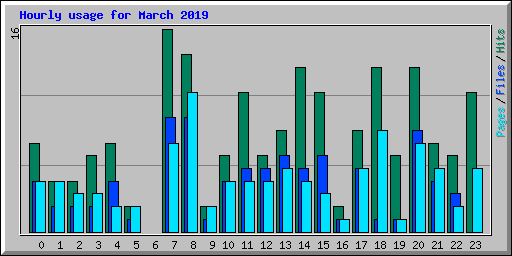 Hourly usage for March 2019
16
Pages/Files/Hits
0 1 2 3 4 5 6 7 8 9 10 11 12 13 14 15 16 17 18 19 20 21 22 23